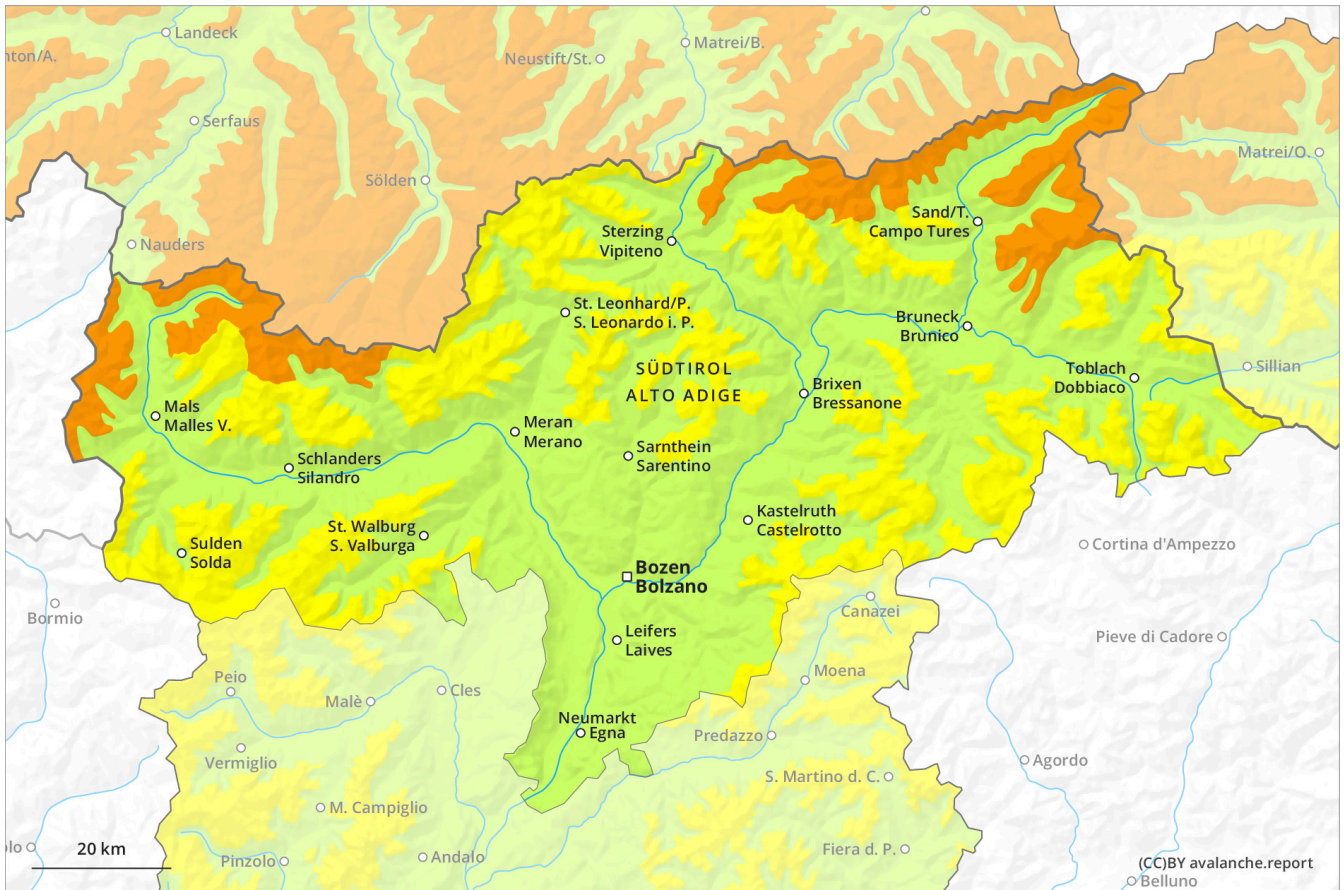 Landeck
nton/A.
Neustift/St.
Matrei/B.
Serfaus
Matrei/O.
Sölden
Sand/T.
Campo Tures
Sterzing
Vipiteno
Nauders
St. Leonhard/P.
S. Leonardo i. P.
Bruneck
Brunico
SÜDTIROL
ALTO ADIGE
Toblach
Dobbiaco
Sillian
Brixen
Bressanone
Mals
Malles V.
Meran
Merano
Sarnthein
Sarentino
Schlanders
Silandro
Kastelruth
Castelrotto
St. Walburg
S. Valburga
Sulden
Solda
Cortina d'Ampezzo
Bozen
Bolzano
Bormio
Canazei
Leifers
Laives
Pieve di Cadore
Peio
Moena
Malè
Cles
Neumarkt
Egna
Predazzo
Vermiglio
Agordo
S. Martino d. C.
M. Campiglio
lo
20 km
Pinzolo
Andalo
Fiera d. P.
(CC)BY avalanche.report
Belluno